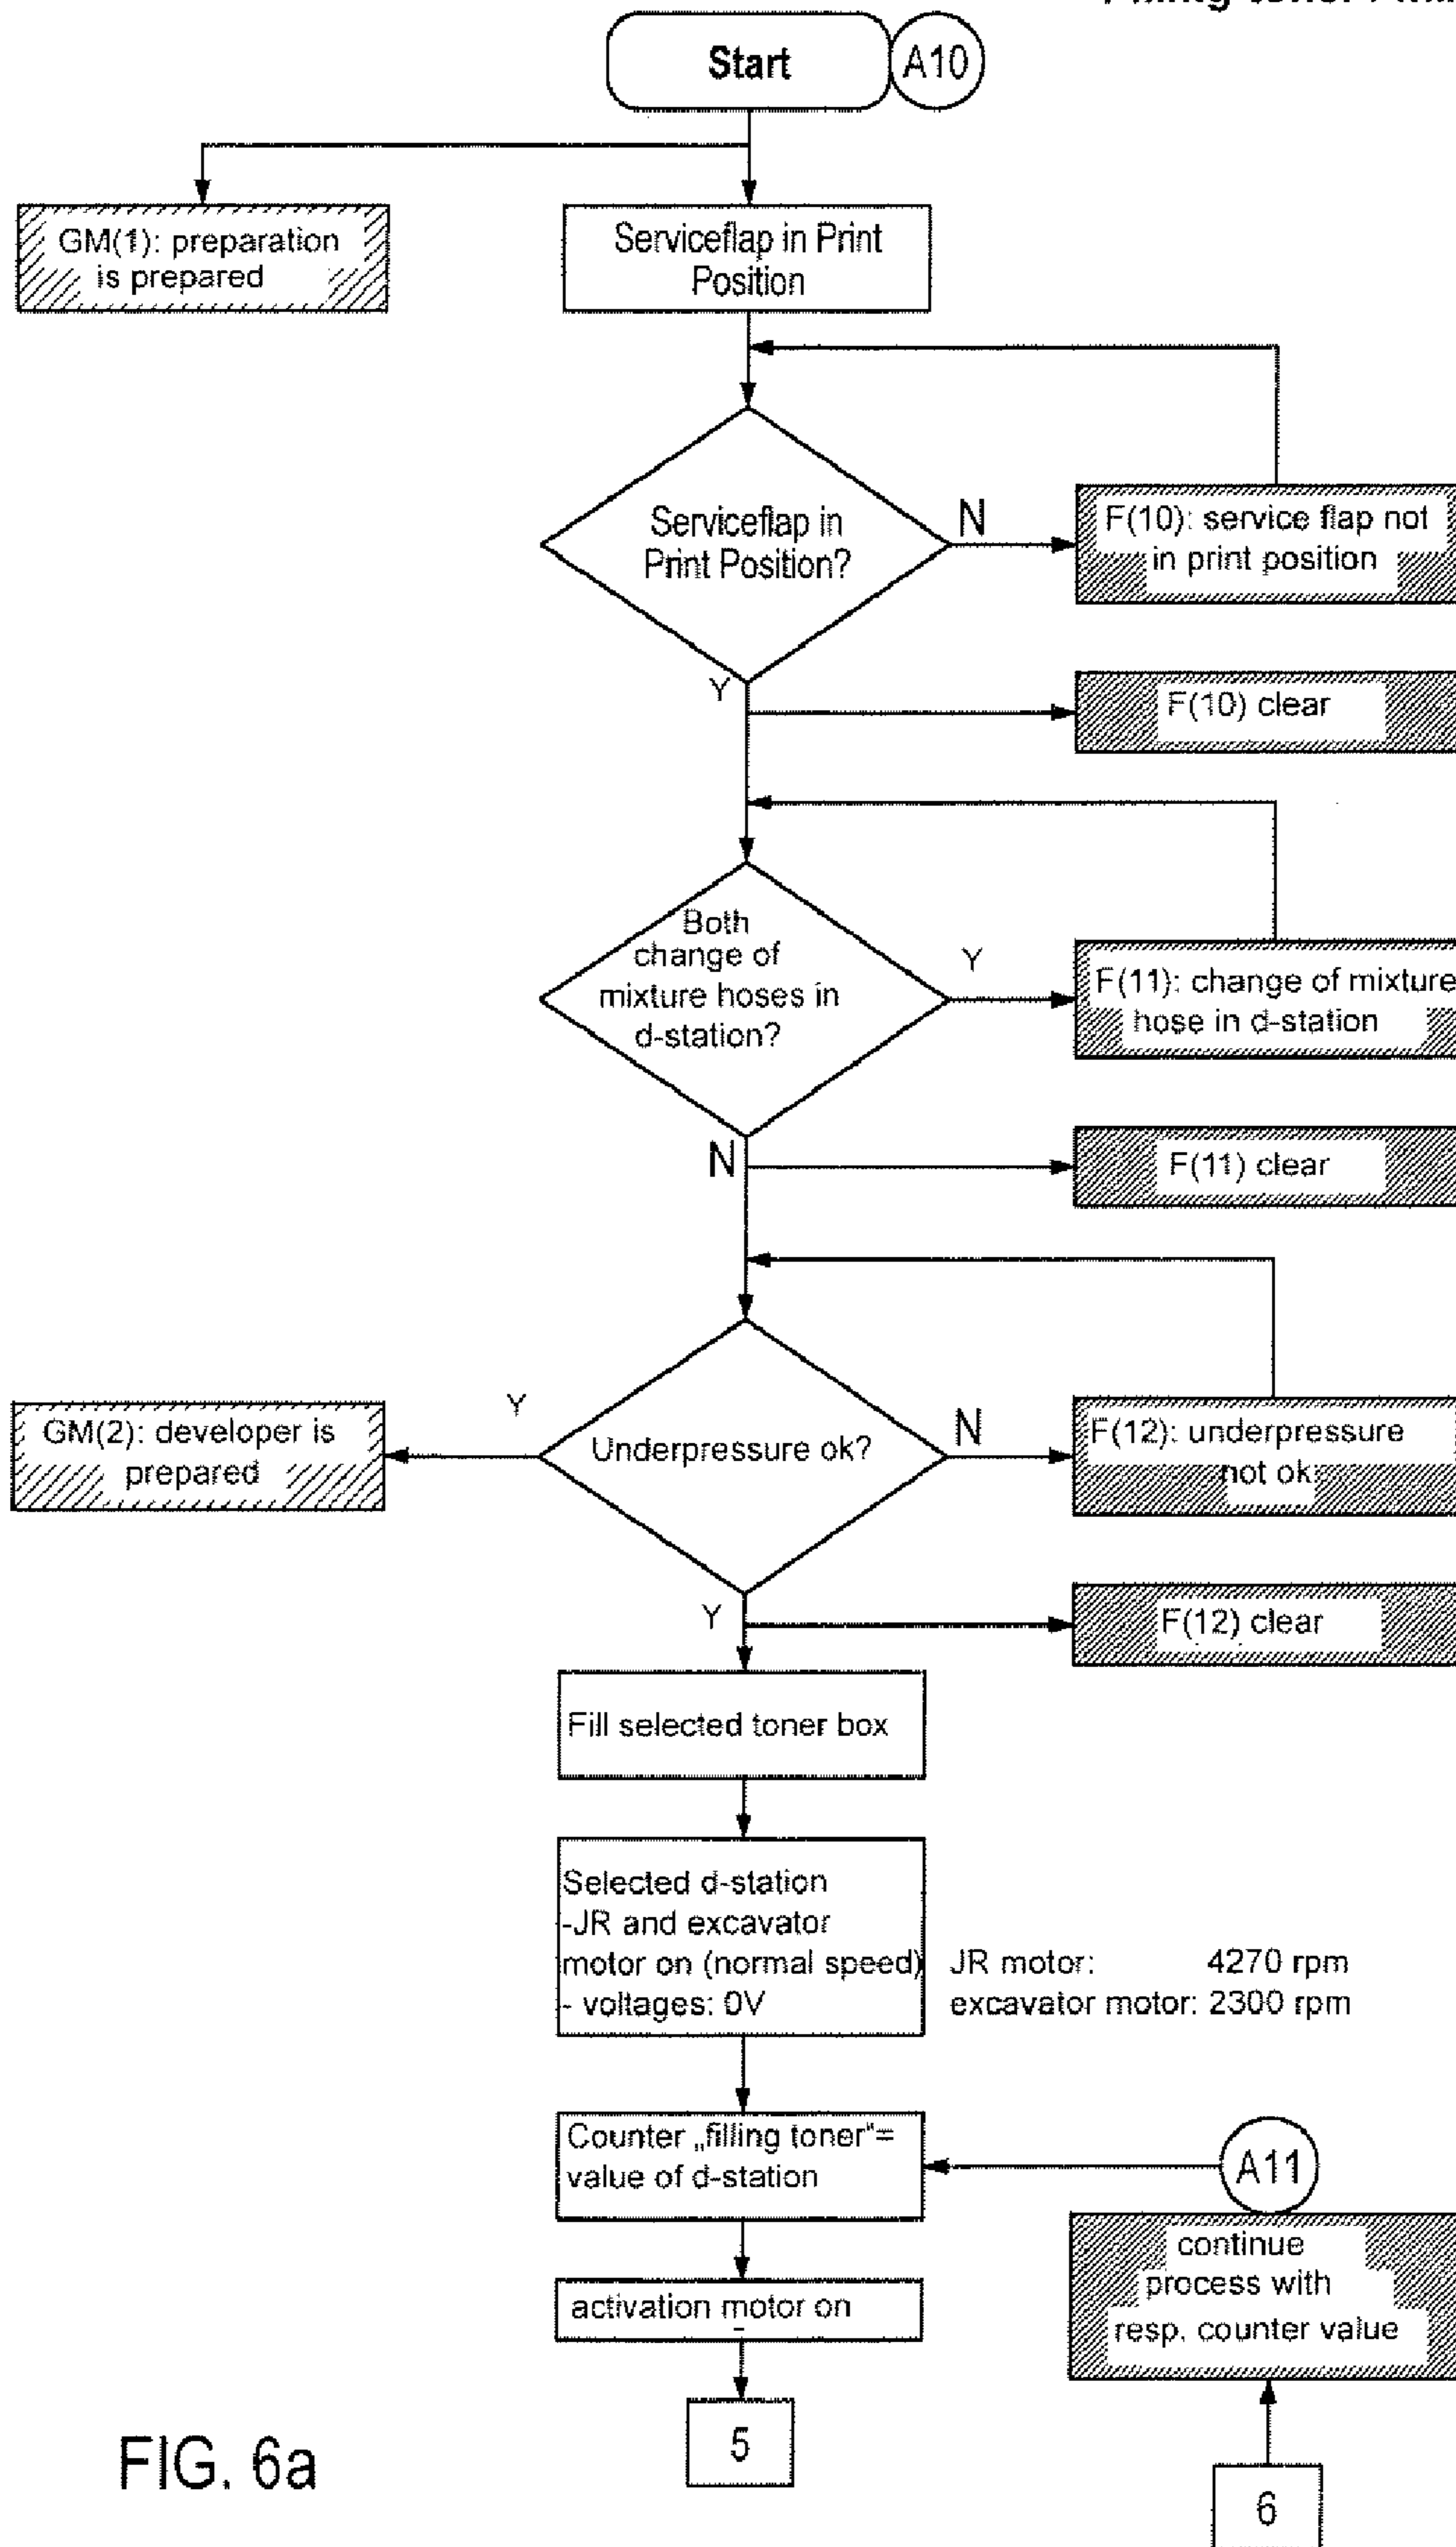 Start
A10
GM(1): preparation
is prepared
Serviceflap in Print
Position
Serviceflap in
Print Position?
N
F(10): service flap not
in print position
Y
F(10) clear
Both
change of
mixture hoses in
d-station?
Y
F(11): change of mixture
hose in d-station
N
F(11) clear
Y
GM(2): developer is
prepared
Underpressure ok?
N
F(12): underpressure
not ok
Y
F(12) clear
Fill selected toner box
Selected d-station
-JR and excavator
motor on (normal speed)
- voltages: 0V
JR motor: 4270 rpm
excavator motor: 2300 rpm
Counter „filling toner"=
value of d-station
A11
continue
process with
resp. counter value
activation motor on
-
5
6
FIG. 6a